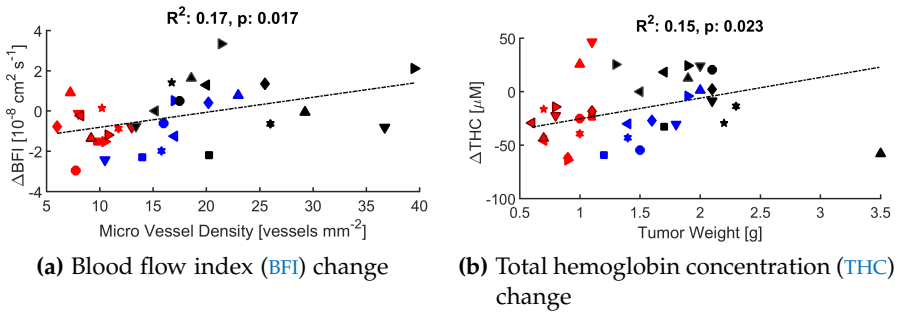 R²: 0.17, p: 0.017
4
2
0
-2
-4
ΔBFI [10⁻⁸ cm² s⁻¹]
5 10 15 20 25 30 35 40
Micro Vessel Density [vessels mm⁻²]
(a) Blood flow index (BFI) change
R²: 0.15, p: 0.023
50
0
-50
-100
ΔTHC [μM]
0.5 1 1.5 2 2.5 3 3.5
Tumor Weight [g]
(b) Total hemoglobin concentration (THC)
change